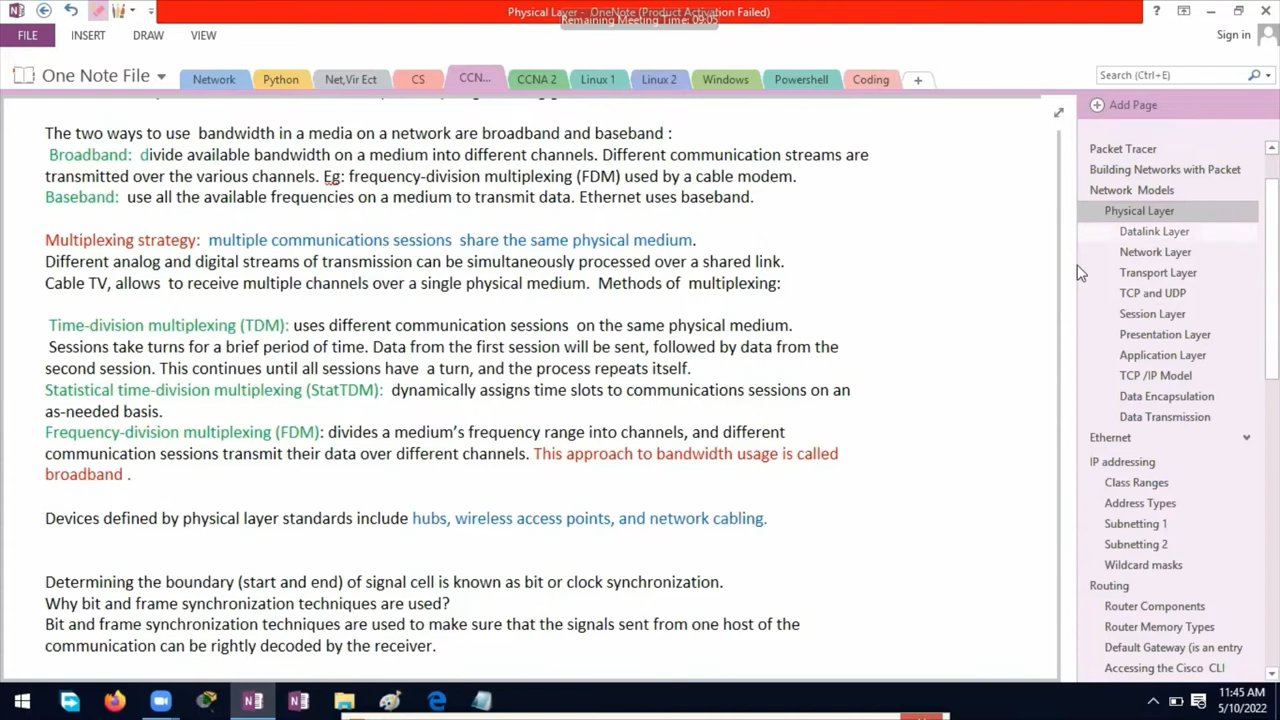 Physical Layer - OneNote (Product Activation Failed)
Remaining Meeting Time: 09:05
FILE INSERT DRAW VIEW
Sign in
One Note File
Network Python Net,Vir Ect CS CCN... CCNA 2 Linux 1 Linux 2 Windows Powershell Coding
Search (Ctrl+E)
The two ways to use bandwidth in a media on a network are broadband and baseband :
Broadband: divide available bandwidth on a medium into different channels. Different communication streams are
transmitted over the various channels. Eg: frequency-division multiplexing (FDM) used by a cable modem.
Baseband: use all the available frequencies on a medium to transmit data. Ethernet uses baseband.
Multiplexing strategy: multiple communications sessions share the same physical medium.
Different analog and digital streams of transmission can be simultaneously processed over a shared link.
Cable TV, allows to receive multiple channels over a single physical medium. Methods of multiplexing:
Time-division multiplexing (TDM): uses different communication sessions on the same physical medium.
Sessions take turns for a brief period of time. Data from the first session will be sent, followed by data from the
second session. This continues until all sessions have a turn, and the process repeats itself.
Statistical time-division multiplexing (StatTDM): dynamically assigns time slots to communications sessions on an
as-needed basis.
Frequency-division multiplexing (FDM): divides a medium's frequency range into channels, and different
communication sessions transmit their data over different channels. This approach to bandwidth usage is called
broadband .
Devices defined by physical layer standards include hubs, wireless access points, and network cabling.
Determining the boundary (start and end) of signal cell is known as bit or clock synchronization.
Why bit and frame synchronization techniques are used?
Bit and frame synchronization techniques are used to make sure that the signals sent from one host of the
communication can be rightly decoded by the receiver.
Add Page
Packet Tracer
Building Networks with Packet
Network Models
Physical Layer
Datalink Layer
Network Layer
Transport Layer
TCP and UDP
Session Layer
Presentation Layer
Application Layer
TCP /IP Model
Data Encapsulation
Data Transmission
Ethernet
IP addressing
Class Ranges
Address Types
Subnetting 1
Subnetting 2
Wildcard masks
Routing
Router Components
Router Memory Types
Default Gateway (is an entry
Accessing the Cisco CLI
11:45 AM
5/10/2022